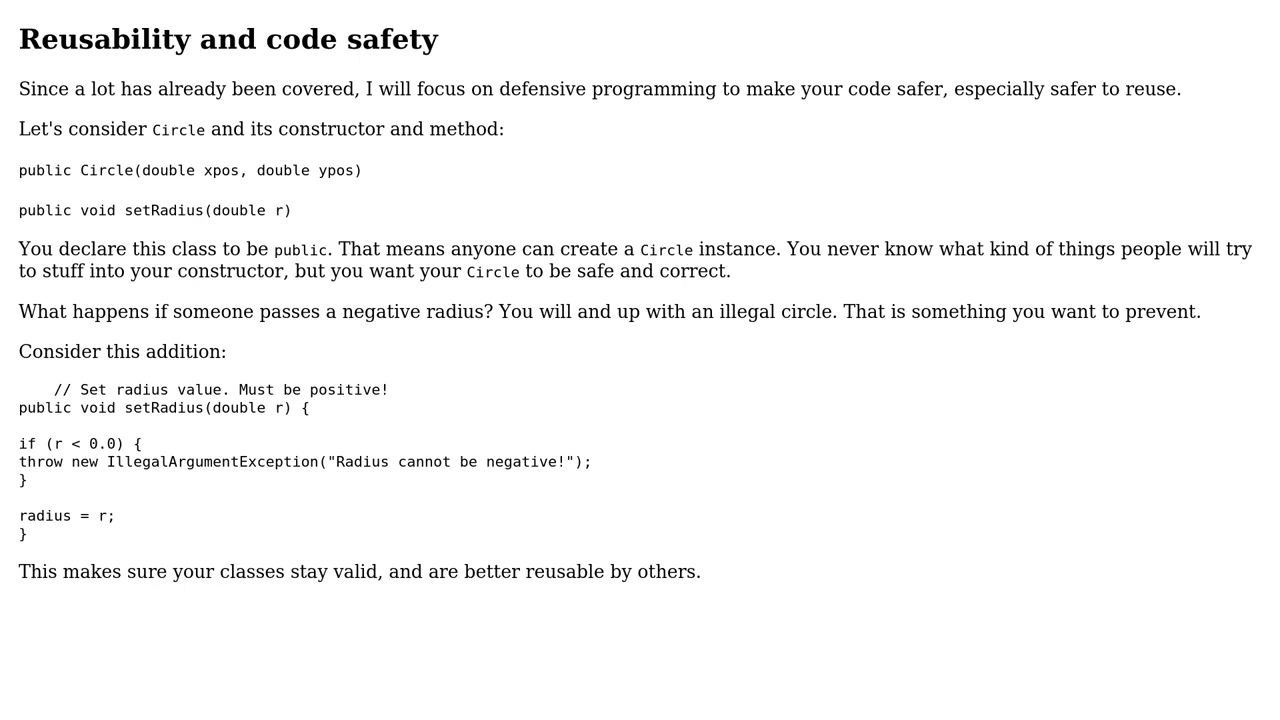 Reusability and code safety
Since a lot has already been covered, I will focus on defensive programming to make your code safer, especially safer to reuse.
Let's consider Circle and its constructor and method:
public Circle(double xpos, double ypos)
public void setRadius(double r)
You declare this class to be public. That means anyone can create a Circle instance. You never know what kind of things people will try
to stuff into your constructor, but you want your Circle to be safe and correct.
What happens if someone passes a negative radius? You will and up with an illegal circle. That is something you want to prevent.
Consider this addition:
    // Set radius value. Must be positive!
public void setRadius(double r) {
if (r < 0.0) {
throw new IllegalArgumentException("Radius cannot be negative!");
}
radius = r;
}
This makes sure your classes stay valid, and are better reusable by others.